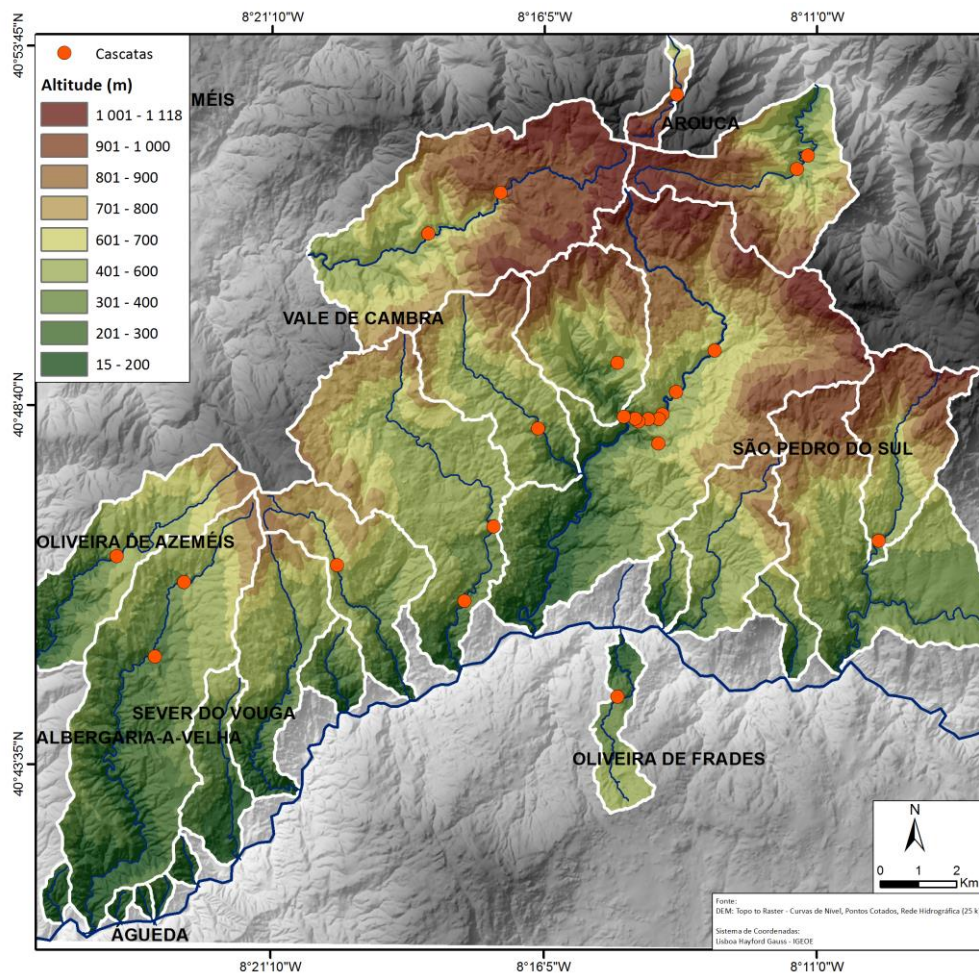 8°21'10"W
8°16'5"W
8°11'0"W
40°53'45"N
Cascatas
Altitude (m)
1 001 - 1 118
901 - 1 000
801 - 900
701 - 800
601 - 700
401 - 600
301 - 400
201 - 300
15 - 200
MÉIS
AROUCA
VALE DE CAMBRA
40°48'40"N
40°48'40"N
SÃO PEDRO DO SUL
OLIVEIRA DE AZEMÉIS
SEVER DO VOUGA
ALBERGARIA-A-VELHA
40°43'35"N
OLIVEIRA DE FRADES
N
0 1 2
Km
Fonte:
DEM: Topo to Raster - Curvas de Nível, Pontos Cotados, Rede Hidrográfica (25 k
Sistema de Coordenadas:
Lisboa Hayford Gauss - IGEOE
ÁGUEDA
8°21'10"W
8°16'5"W
8°11'0"W